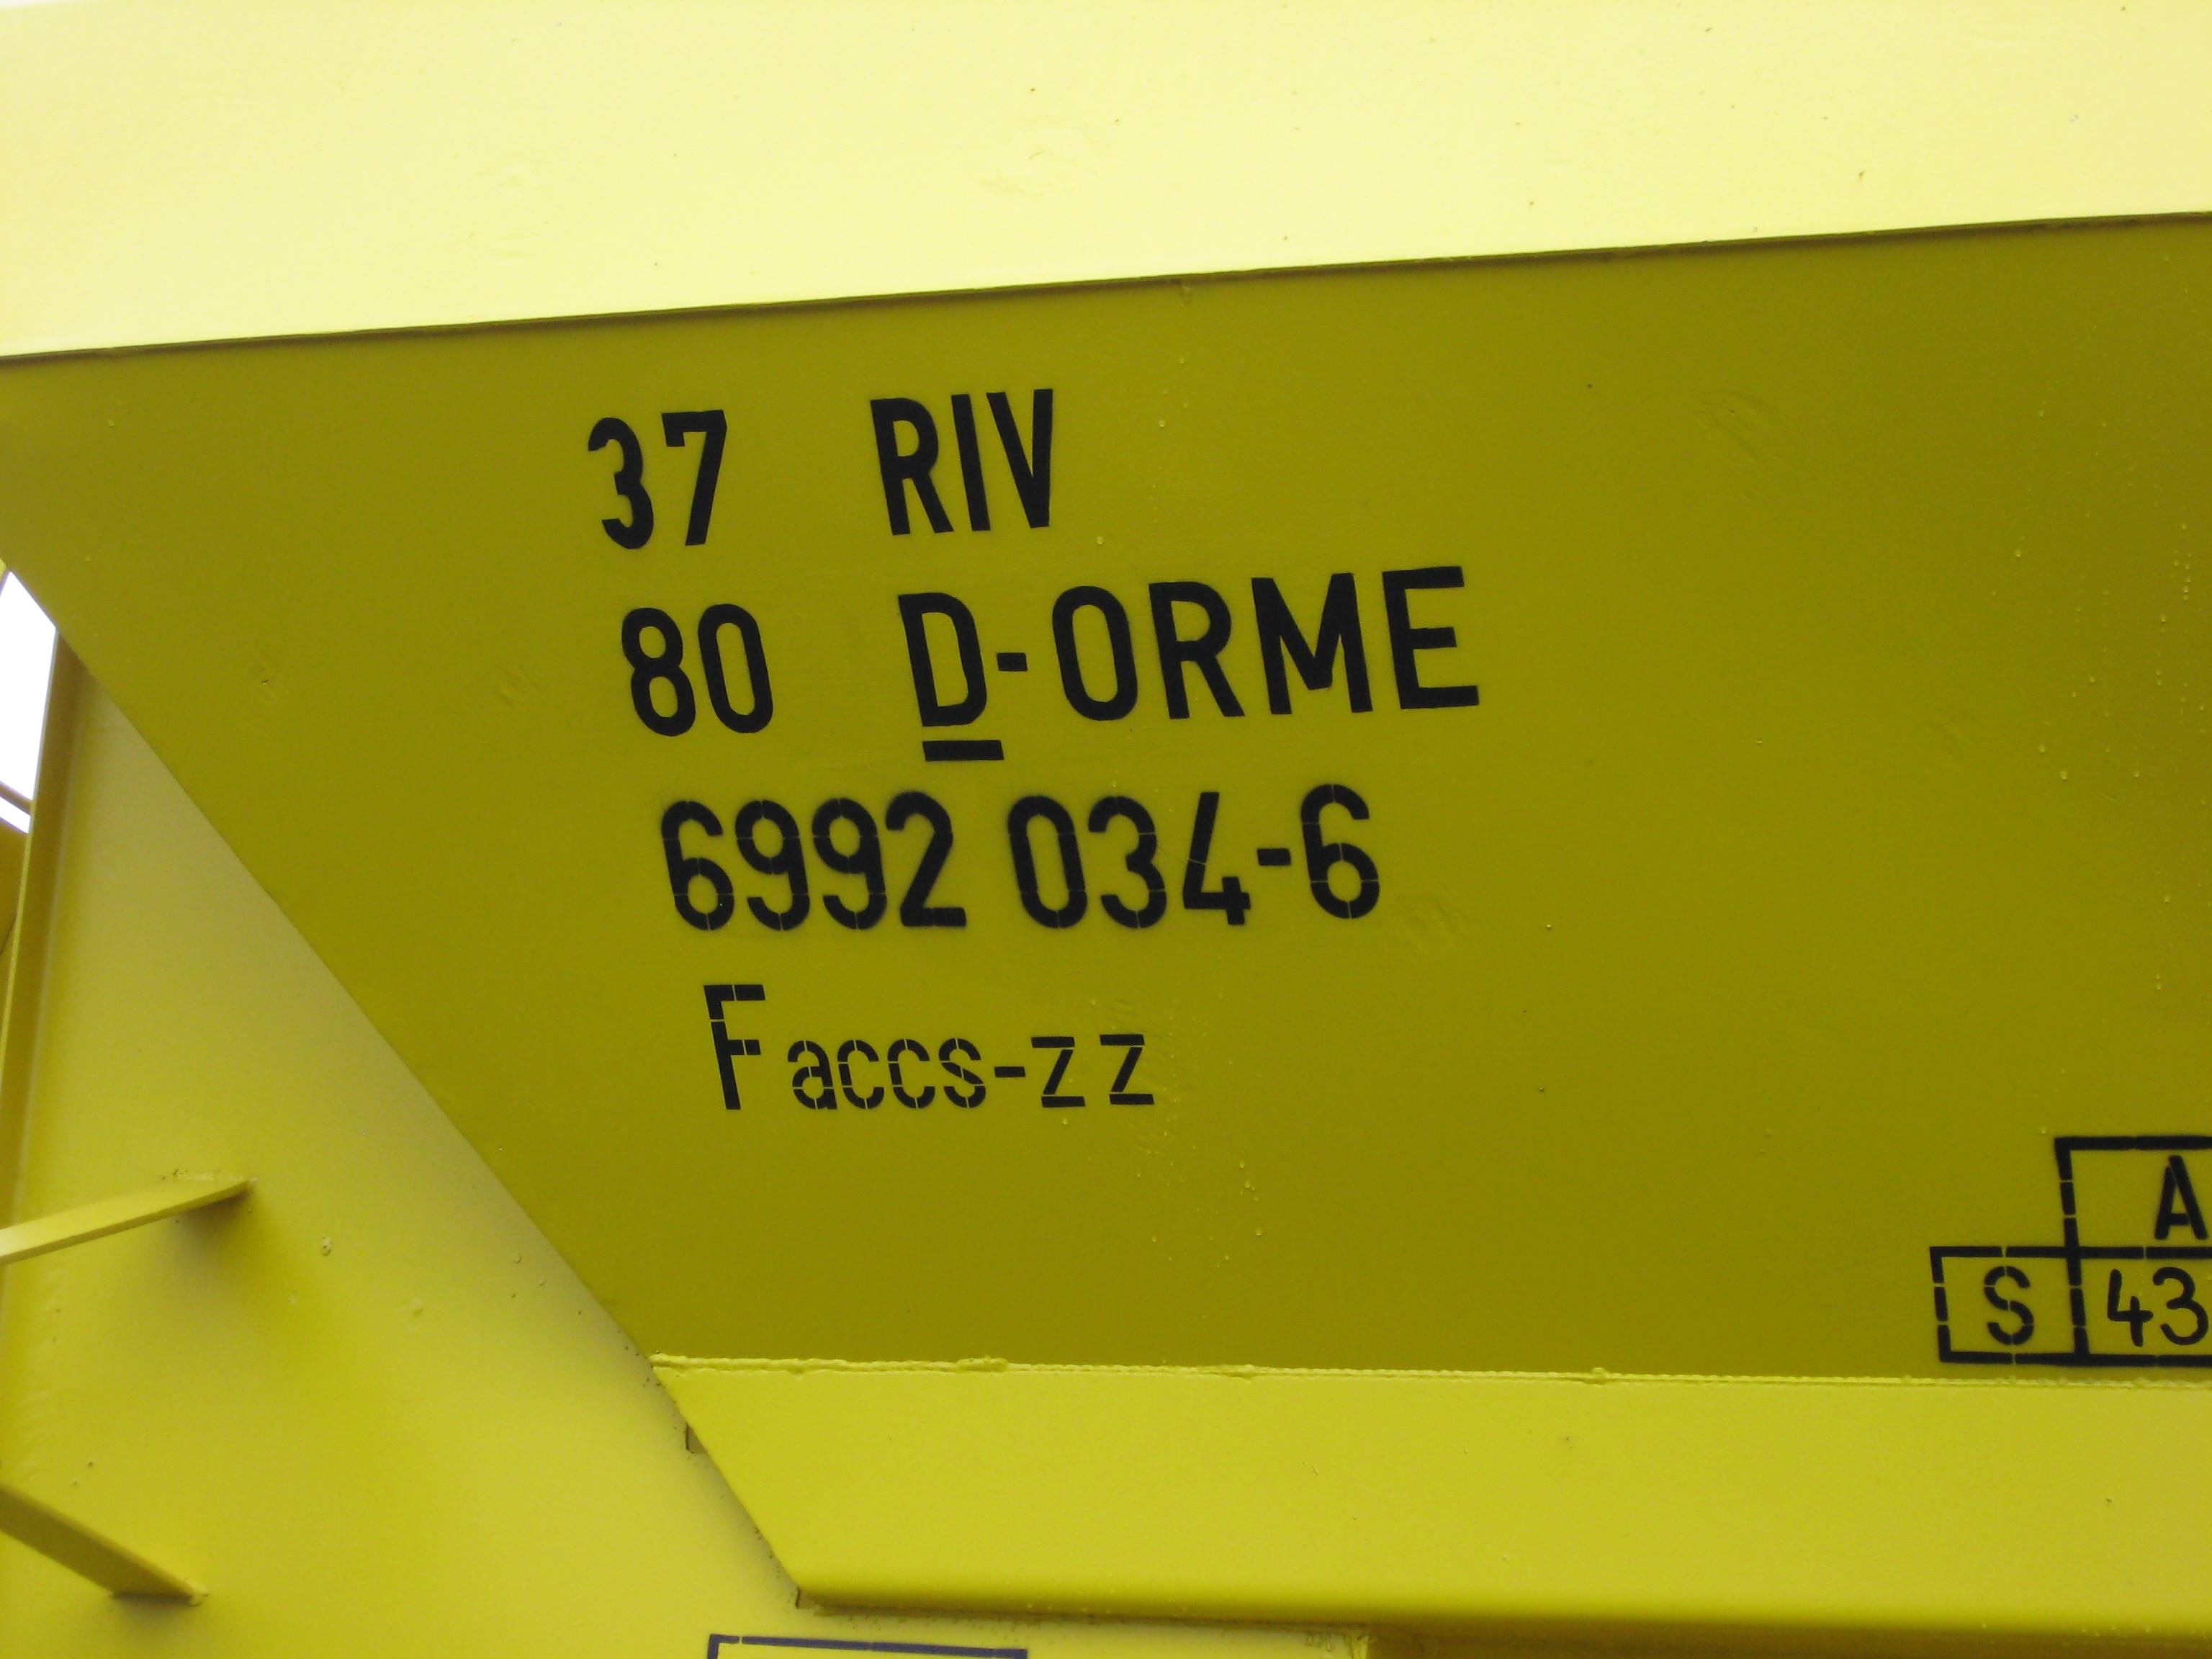 37 RIV
80 D-ORME
6992 034-6
Faccs-zz
A
S 43